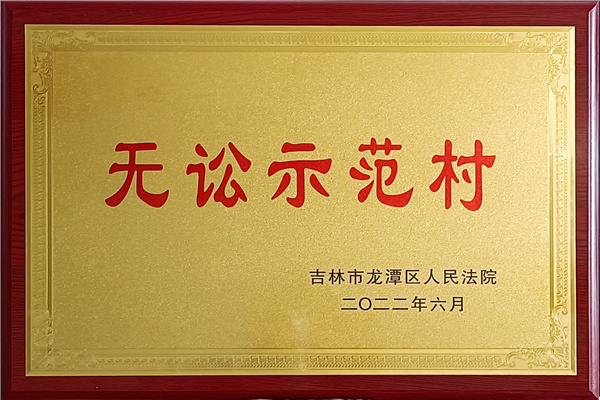 无讼示范村
吉林市龙潭区人民法院
二〇二二年六月